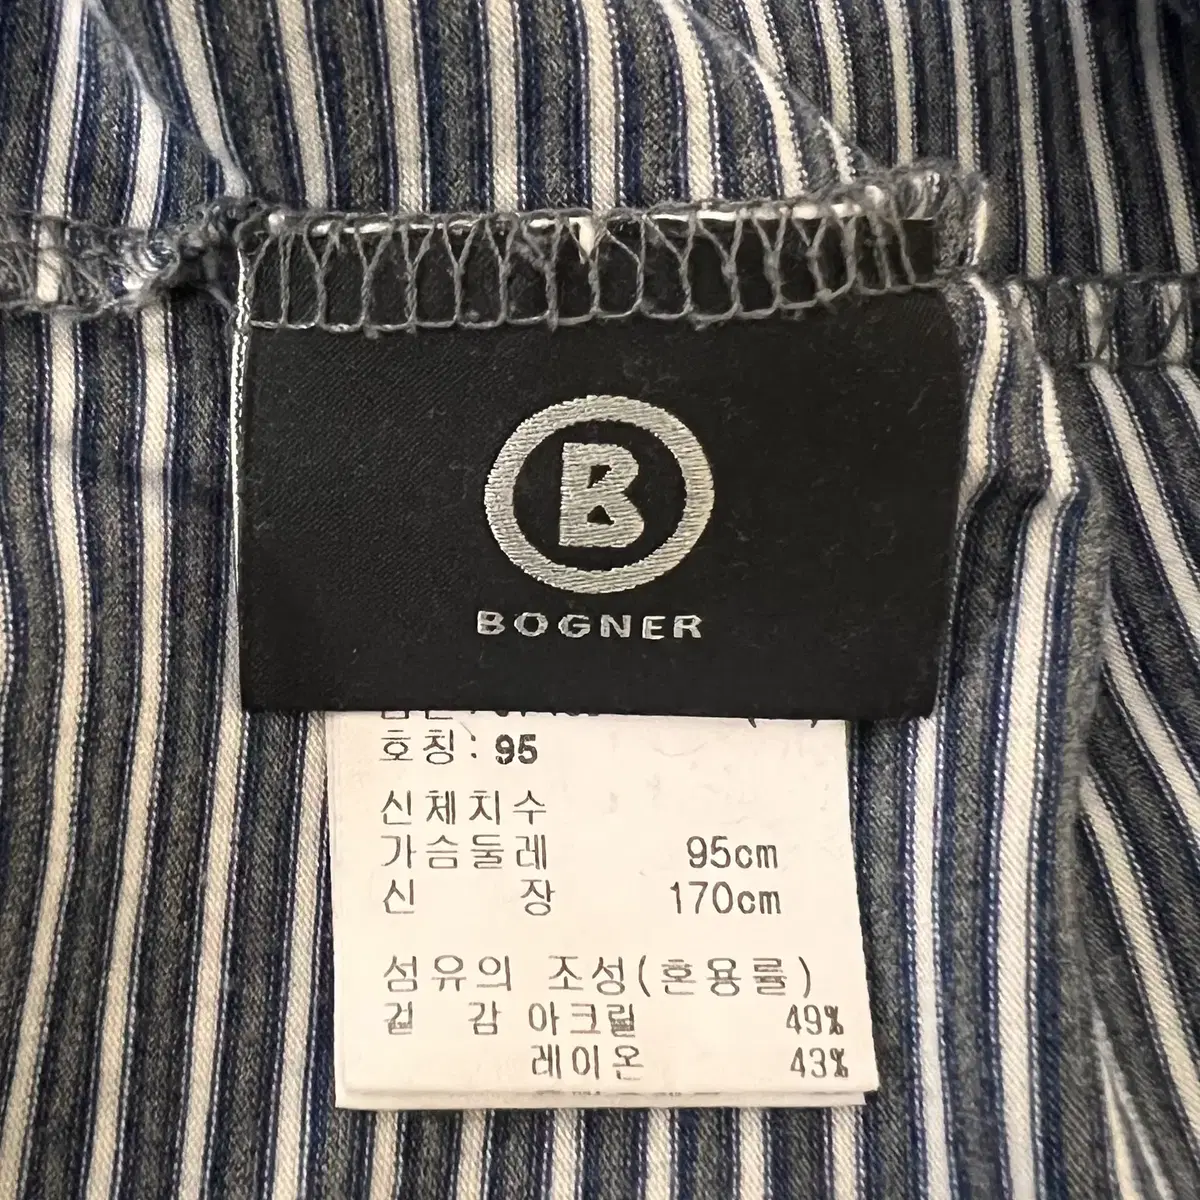 B
BOGNER
호칭: 95
신체치수
가슴둘레 95cm
신 장 170cm
섬유의 조성(혼용률)
겉 감 아크릴 49%
레이온 43%